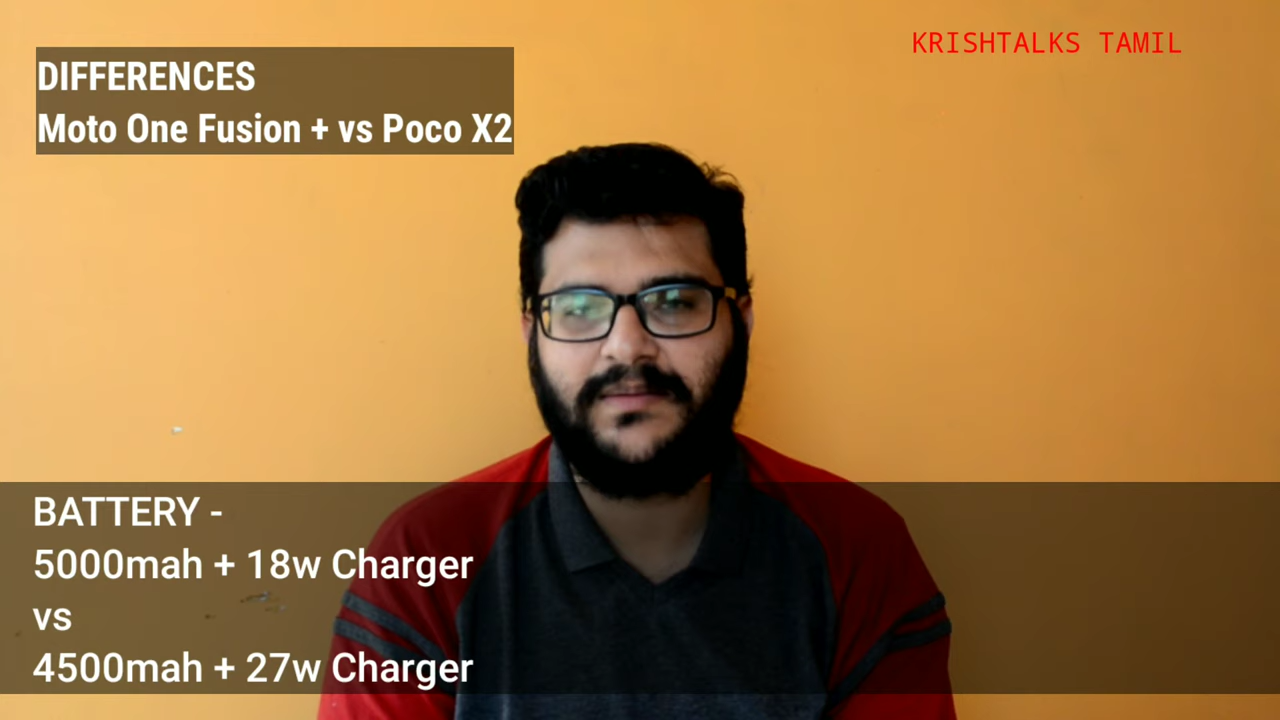 KRISHTALKS TAMIL
DIFFERENCES
Moto One Fusion + vs Poco X2
BATTERY -
5000mah + 18w Charger
vs
4500mah + 27w Charger